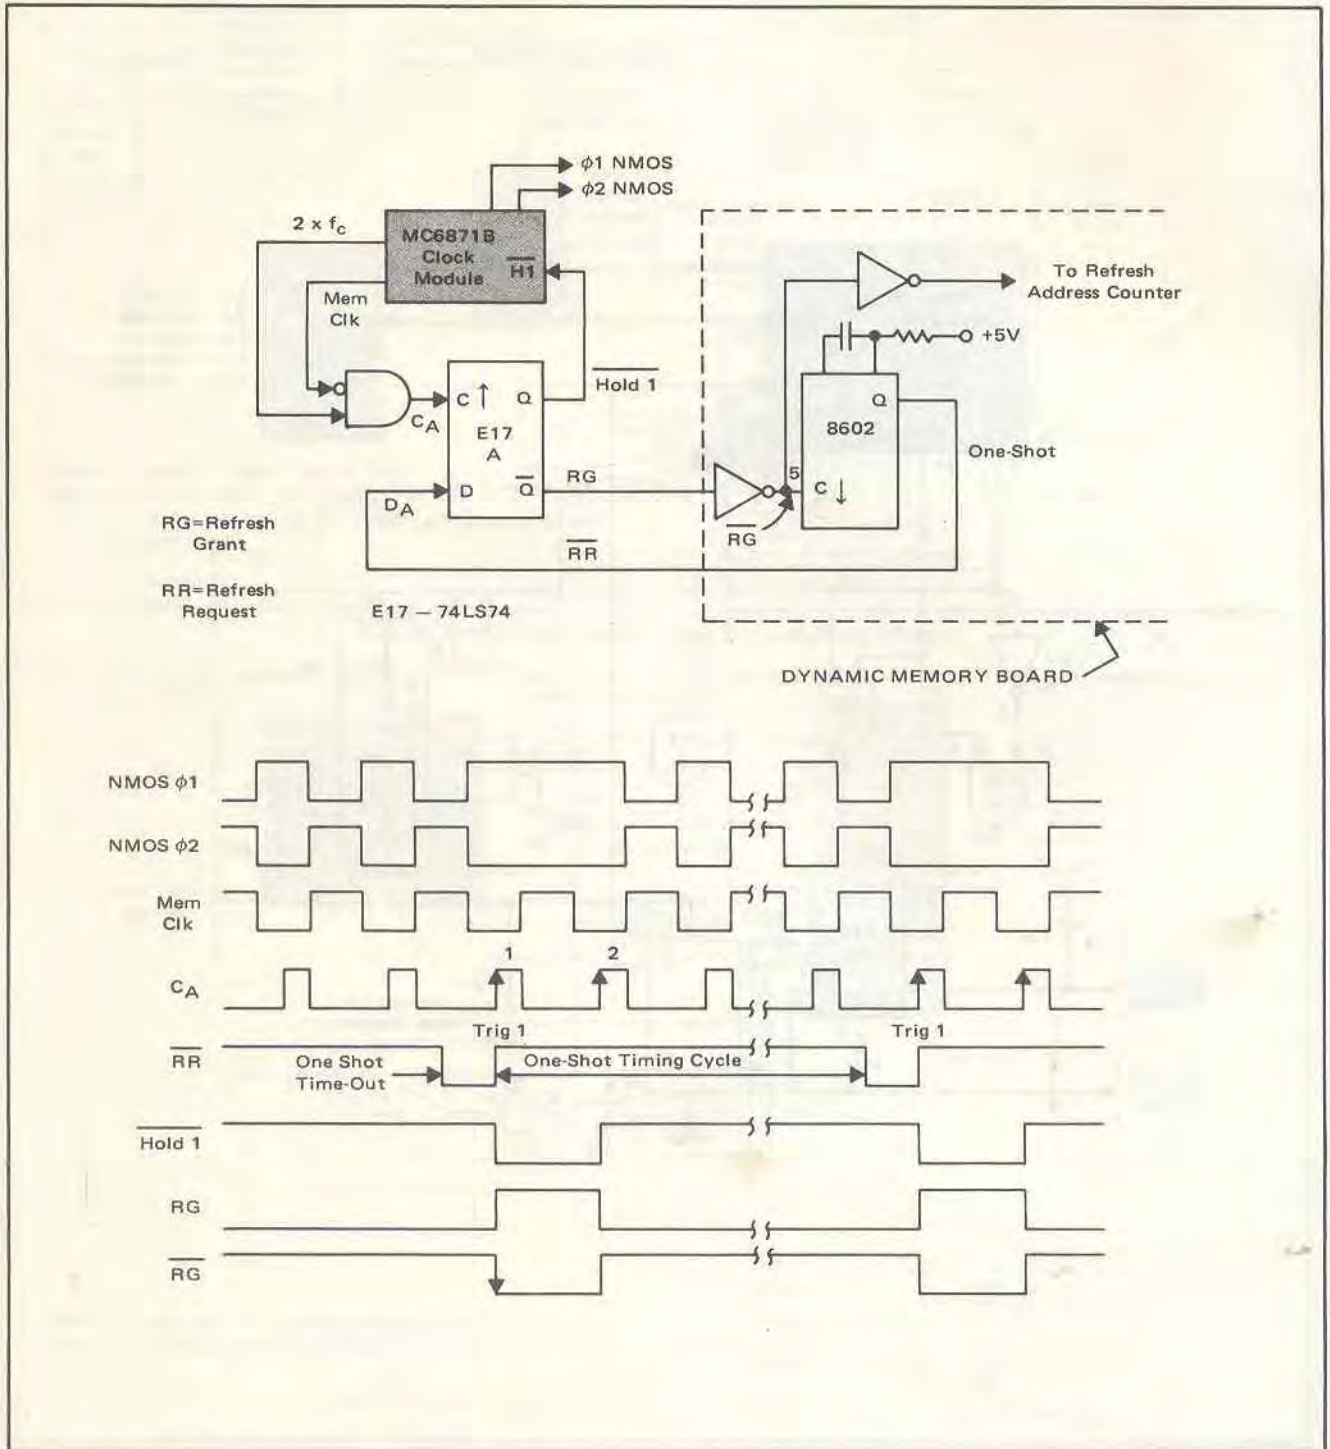 φ1 NMOS
φ2 NMOS
2 x fc
MC6871B
Clock
Module
H1
Mem
Clk
To Refresh
Address Counter
+5V
Hold 1
C ↑ Q
CA
E17
A
Q
8602
One-Shot
RG
5
C ↓
D Q
DA
RG=Refresh
Grant
RG
RR
RR=Refresh
Request
E17 – 74LS74
DYNAMIC MEMORY BOARD
NMOS φ1
NMOS φ2
Mem
Clk
1 2
CA
Trig 1 Trig 1
RR
One Shot
Time-Out
One-Shot Timing Cycle
Hold 1
RG
RG